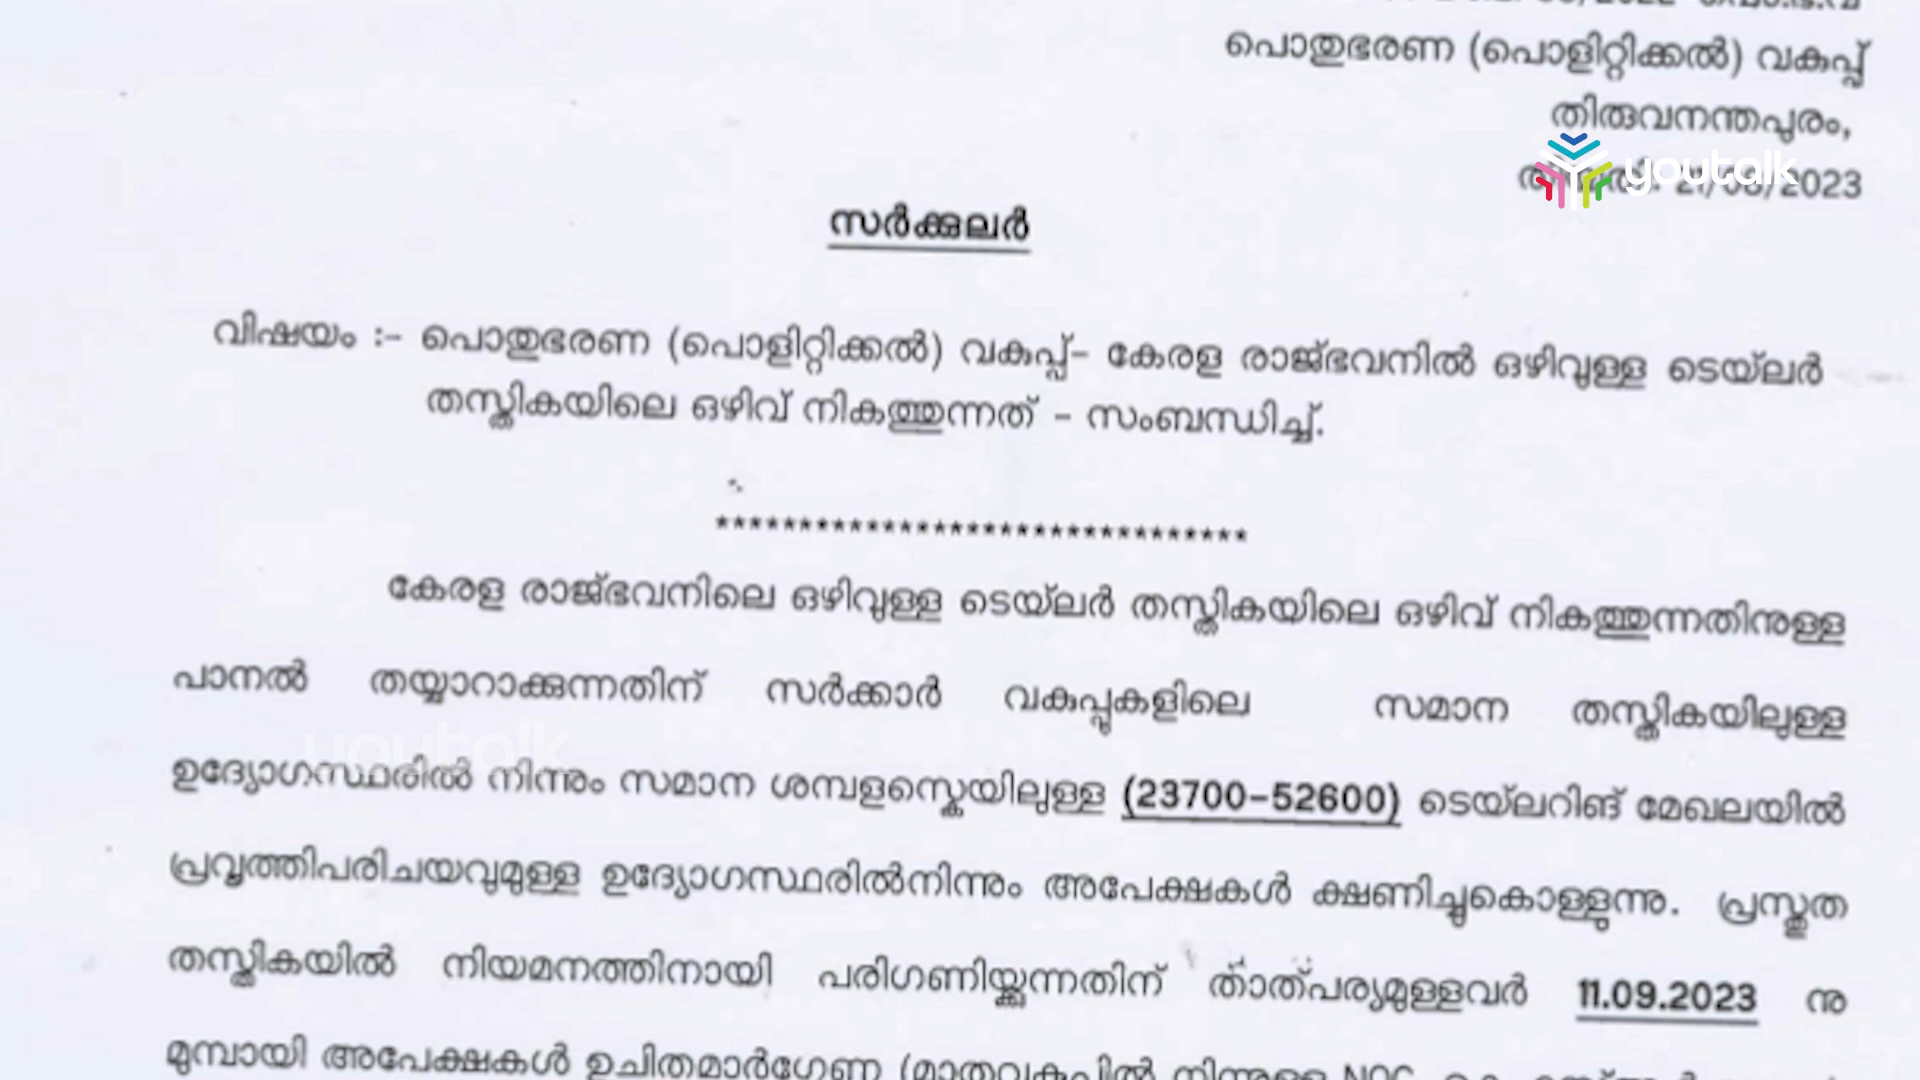 പൊതുഭരണ (പൊളിറ്റിക്കൽ) വകുപ്പ്
തിരുവനന്തപുരം,
youtalk
2023
സർക്കുലർ
വിഷയം :- പൊതുഭരണ (പൊളിറ്റിക്കൽ) വകുപ്പ്- കേരള രാജ്ഭവനിൽ ഒഴിവുള്ള ടെയ്‌ലർ
തസ്തികയിലെ ഒഴിവ് നികത്തുന്നത് - സംബന്ധിച്ച്.
********************************
കേരള രാജ്ഭവനിലെ ഒഴിവുള്ള ടെയ്‌ലർ തസ്തികയിലെ ഒഴിവ് നികത്തുന്നതിനുള്ള
പാനൽ തയ്യാറാക്കുന്നതിന് സർക്കാർ വകുപ്പുകളിലെ സമാന തസ്തികയിലുള്ള
youtalk
ഉദ്യോഗസ്ഥരിൽ നിന്നും സമാന ശമ്പളസ്കെയിലുള്ള (23700-52600) ടെയ്‌ലറിങ് മേഖലയിൽ
പ്രവൃത്തിപരിചയവുമുള്ള ഉദ്യോഗസ്ഥരിൽനിന്നും അപേക്ഷകൾ ക്ഷണിച്ചുകൊള്ളുന്നു. പ്രസ്തുത
തസ്തികയിൽ നിയമനത്തിനായി പരിഗണിയ്ക്കുന്നതിന് താത്പര്യമുള്ളവർ 11.09.2023 നു
മുമ്പായി അപേക്ഷകൾ ഉചിതമാർഗ്ഗേണ (മാതൃവകുപ്പിൽ നിന്നുള്ള NOC,